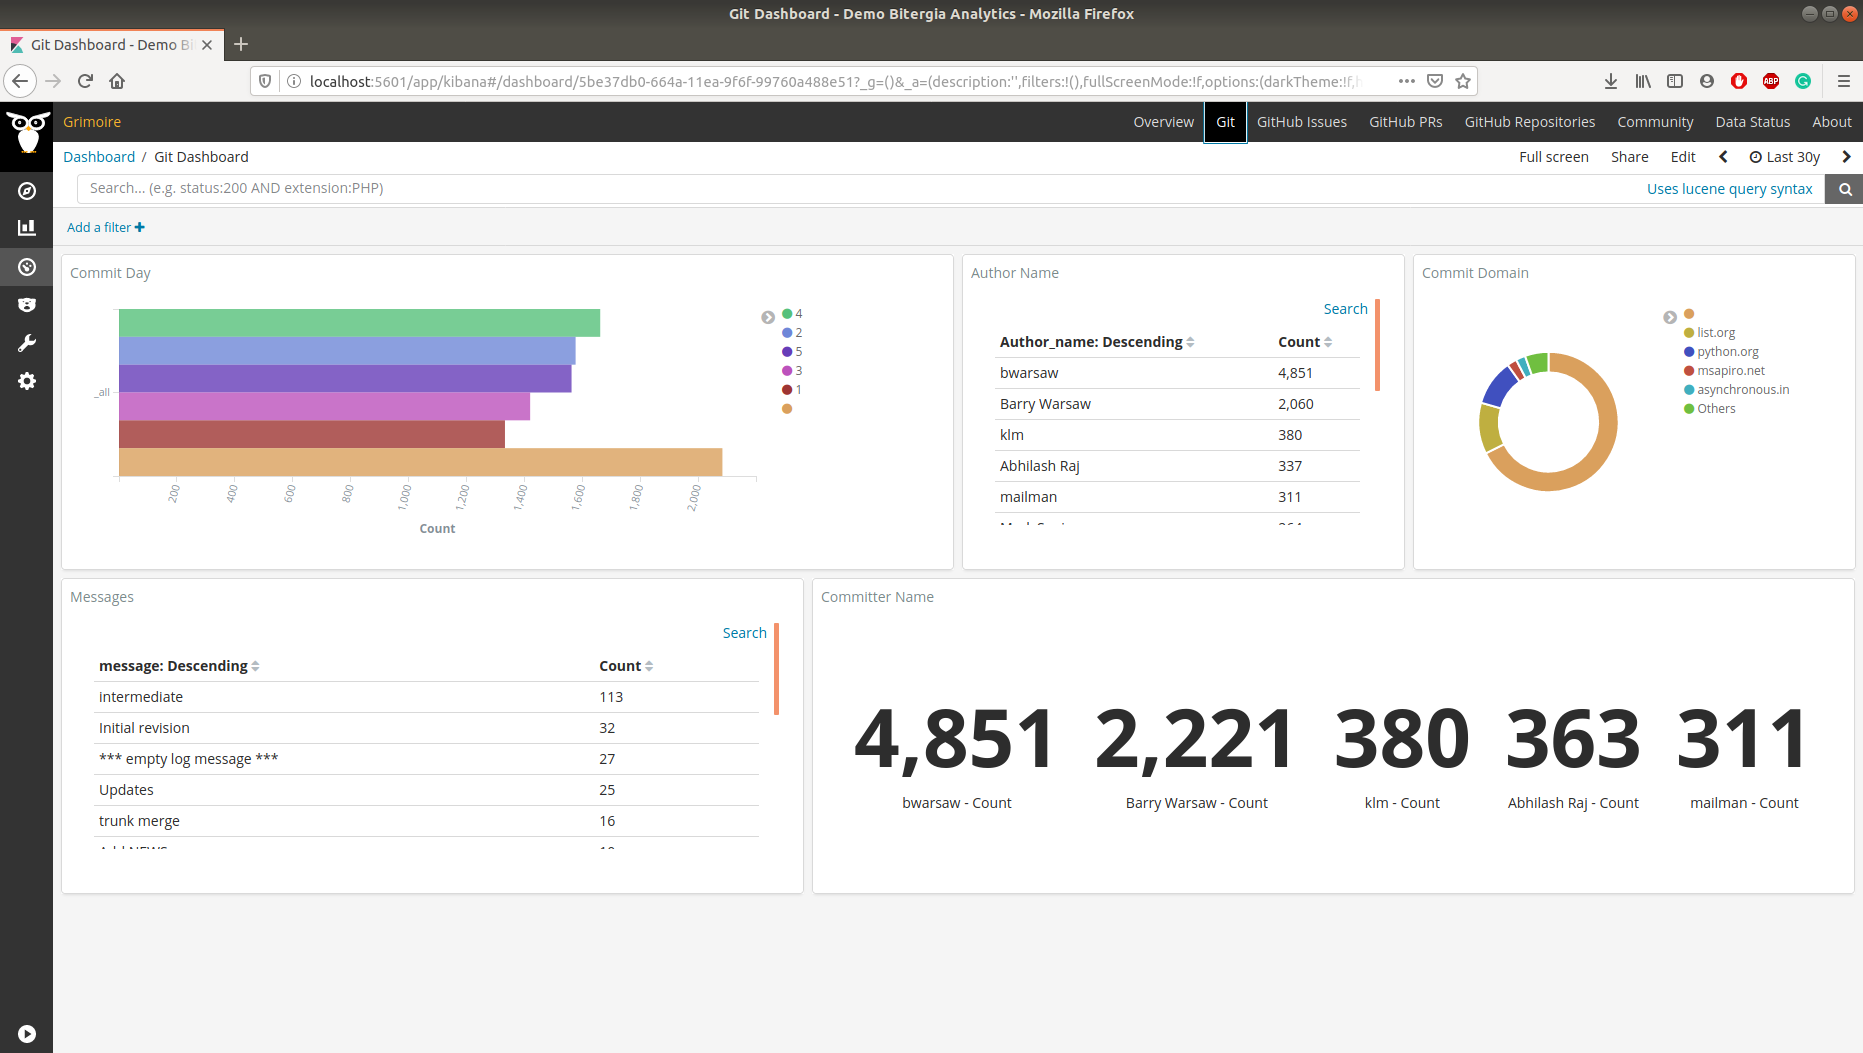 Git Dashboard - Demo Bitergia Analytics - Mozilla Firefox
Git Dashboard - Demo Bi
localhost:5601/app/kibana#/dashboard/5be37db0-664a-11ea-9f6f-99760a488e51?_g=()&_a=(description:'',filters:!(),fullScreenMode:!f,options:(darkTheme:!f,h
ABP
Grimoire
Overview Git GitHub Issues GitHub PRs GitHub Repositories Community Data Status About
Dashboard / Git Dashboard
Full screen Share Edit Last 30y
Search... (e.g. status:200 AND extension:PHP)
Uses lucene query syntax
Add a filter
Commit Day
_all
200 400 600 800 1,000 1,200 1,400 1,600 1,800 2,000
Count
4
2
5
3
1
Author Name
Search
Author_name: Descending Count
bwarsaw 4,851
Barry Warsaw 2,060
klm 380
Abhilash Raj 337
mailman 311
Commit Domain
list.org
python.org
msapiro.net
asynchronous.in
Others
Messages
Search
message: Descending Count
intermediate 113
Initial revision 32
*** empty log message *** 27
Updates 25
trunk merge 16
Committer Name
4,851 2,221 380 363 311
bwarsaw - Count Barry Warsaw - Count klm - Count Abhilash Raj - Count mailman - Count